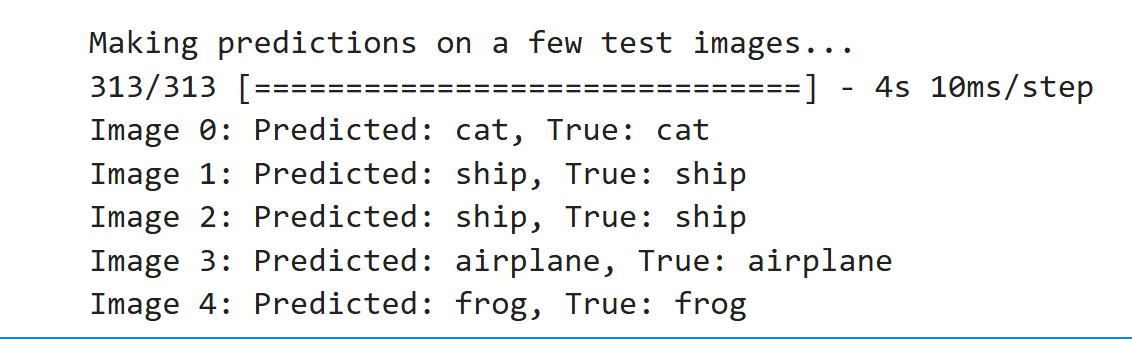 Making predictions on a few test images...
313/313 [==============================] - 4s 10ms/step
Image 0: Predicted: cat, True: cat
Image 1: Predicted: ship, True: ship
Image 2: Predicted: ship, True: ship
Image 3: Predicted: airplane, True: airplane
Image 4: Predicted: frog, True: frog